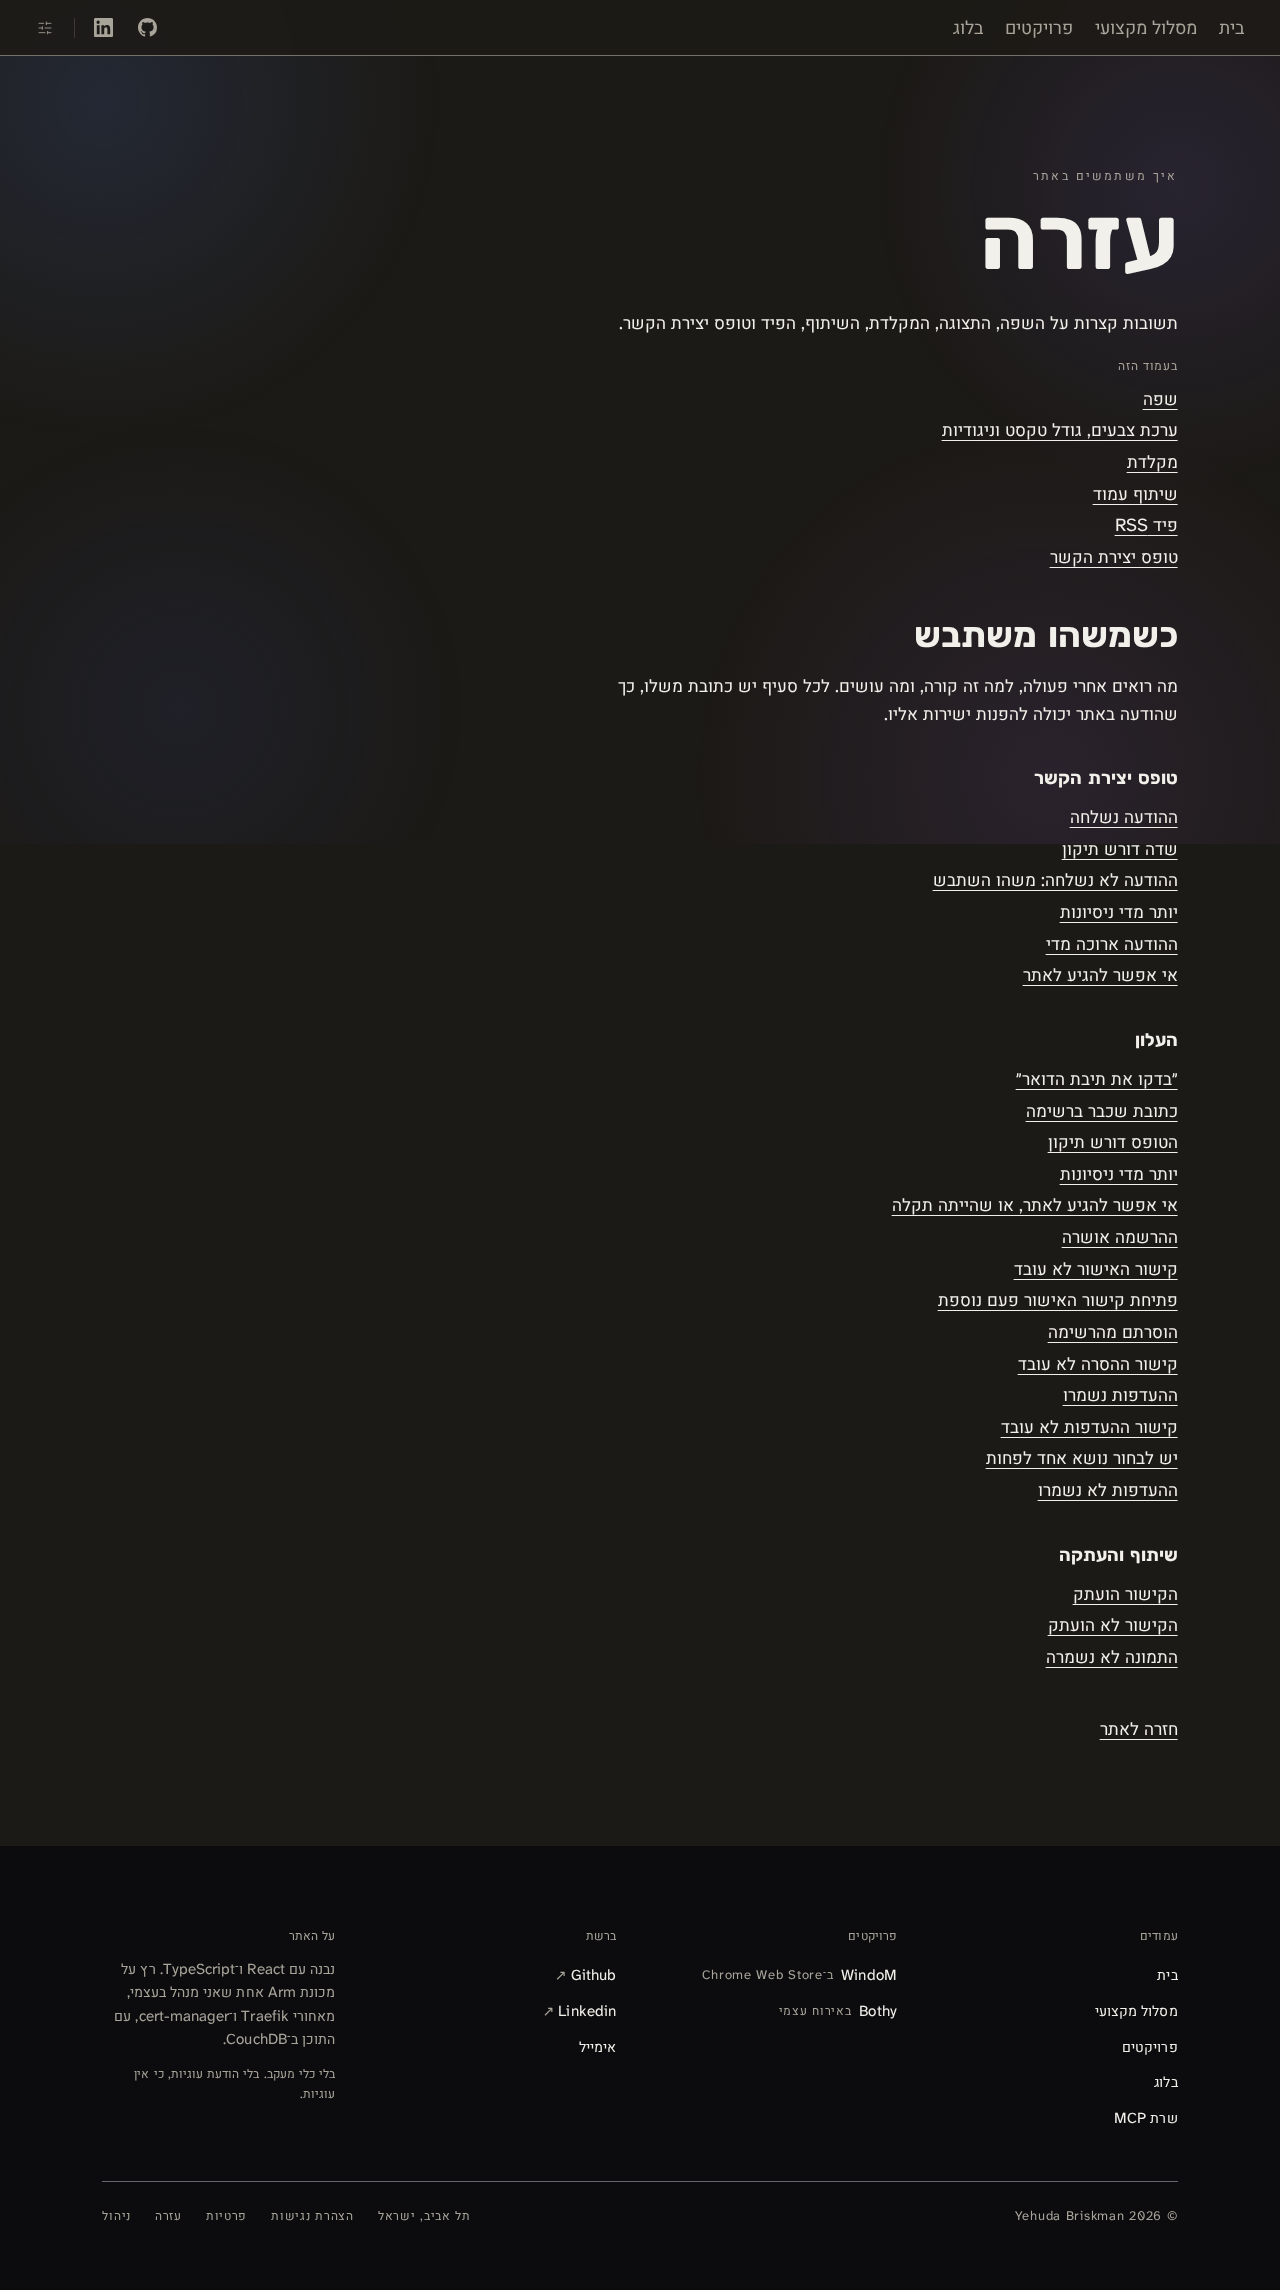 בית
מסלול מקצועי
פרויקטים
בלוג
איך משתמשים באתר
עזרה
תשובות קצרות על השפה, התצוגה, המקלדת, השיתוף, הפיד וטופס יצירת הקשר.
בעמוד הזה
שפה
ערכת צבעים, גודל טקסט וניגודיות
מקלדת
שיתוף עמוד
פיד RSS
טופס יצירת הקשר
כשמשהו משתבש
מה רואים אחרי פעולה, למה זה קורה, ומה עושים. לכל סעיף יש כתובת משלו, כך
שהודעה באתר יכולה להפנות ישירות אליו.
טופס יצירת הקשר
ההודעה נשלחה
שדה דורש תיקון
ההודעה לא נשלחה: משהו השתבש
יותר מדי ניסיונות
ההודעה ארוכה מדי
אי אפשר להגיע לאתר
העלון
"בדקו את תיבת הדואר"
כתובת שכבר ברשימה
הטופס דורש תיקון
יותר מדי ניסיונות
אי אפשר להגיע לאתר, או שהייתה תקלה
ההרשמה אושרה
קישור האישור לא עובד
פתיחת קישור האישור פעם נוספת
הוסרתם מהרשימה
קישור ההסרה לא עובד
ההעדפות נשמרו
קישור ההעדפות לא עובד
יש לבחור נושא אחד לפחות
ההעדפות לא נשמרו
שיתוף והעתקה
הקישור הועתק
הקישור לא הועתק
התמונה לא נשמרה
חזרה לאתר
עמודים
בית
מסלול מקצועי
פרויקטים
בלוג
שרת MCP
פרויקטים
WindoM ב־Chrome Web Store
Bothy באירוח עצמי
ברשת
Github ↗
Linkedin ↗
אימייל
על האתר
נבנה עם React ו־TypeScript. רץ על
מכונת Arm אחת שאני מנהל בעצמי,
מאחורי Traefik ו־cert-manager, עם
התוכן ב־CouchDB.
בלי כלי מעקב. בלי הודעת עוגיות, כי אין
עוגיות.
© 2026 Yehuda Briskman
תל אביב, ישראל
הצהרת נגישות
פרטיות
עזרה
ניהול